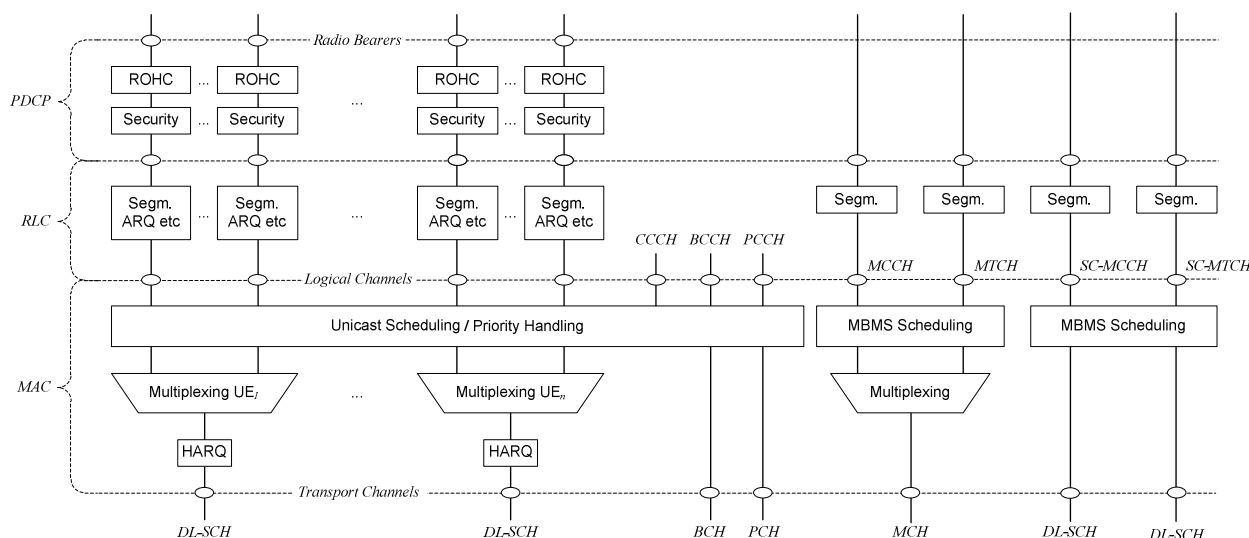 Radio Bearers
ROHC ... ROHC ROHC ... ROHC
PDCP ...
Security ... Security Security ... Security
Segm. ARQ etc ... Segm. ARQ etc ... Segm. ARQ etc ... Segm. ARQ etc Segm. Segm. Segm. Segm.
RLC
CCCH BCCH PCCH
Logical Channels MCCH MTCH SC-MCCH SC-MTCH
Unicast Scheduling / Priority Handling MBMS Scheduling MBMS Scheduling
MAC
Multiplexing UE1 ... Multiplexing UEn Multiplexing
HARQ HARQ
Transport Channels
DL-SCH DL-SCH BCH PCH MCH DL-SCH DL-SCH